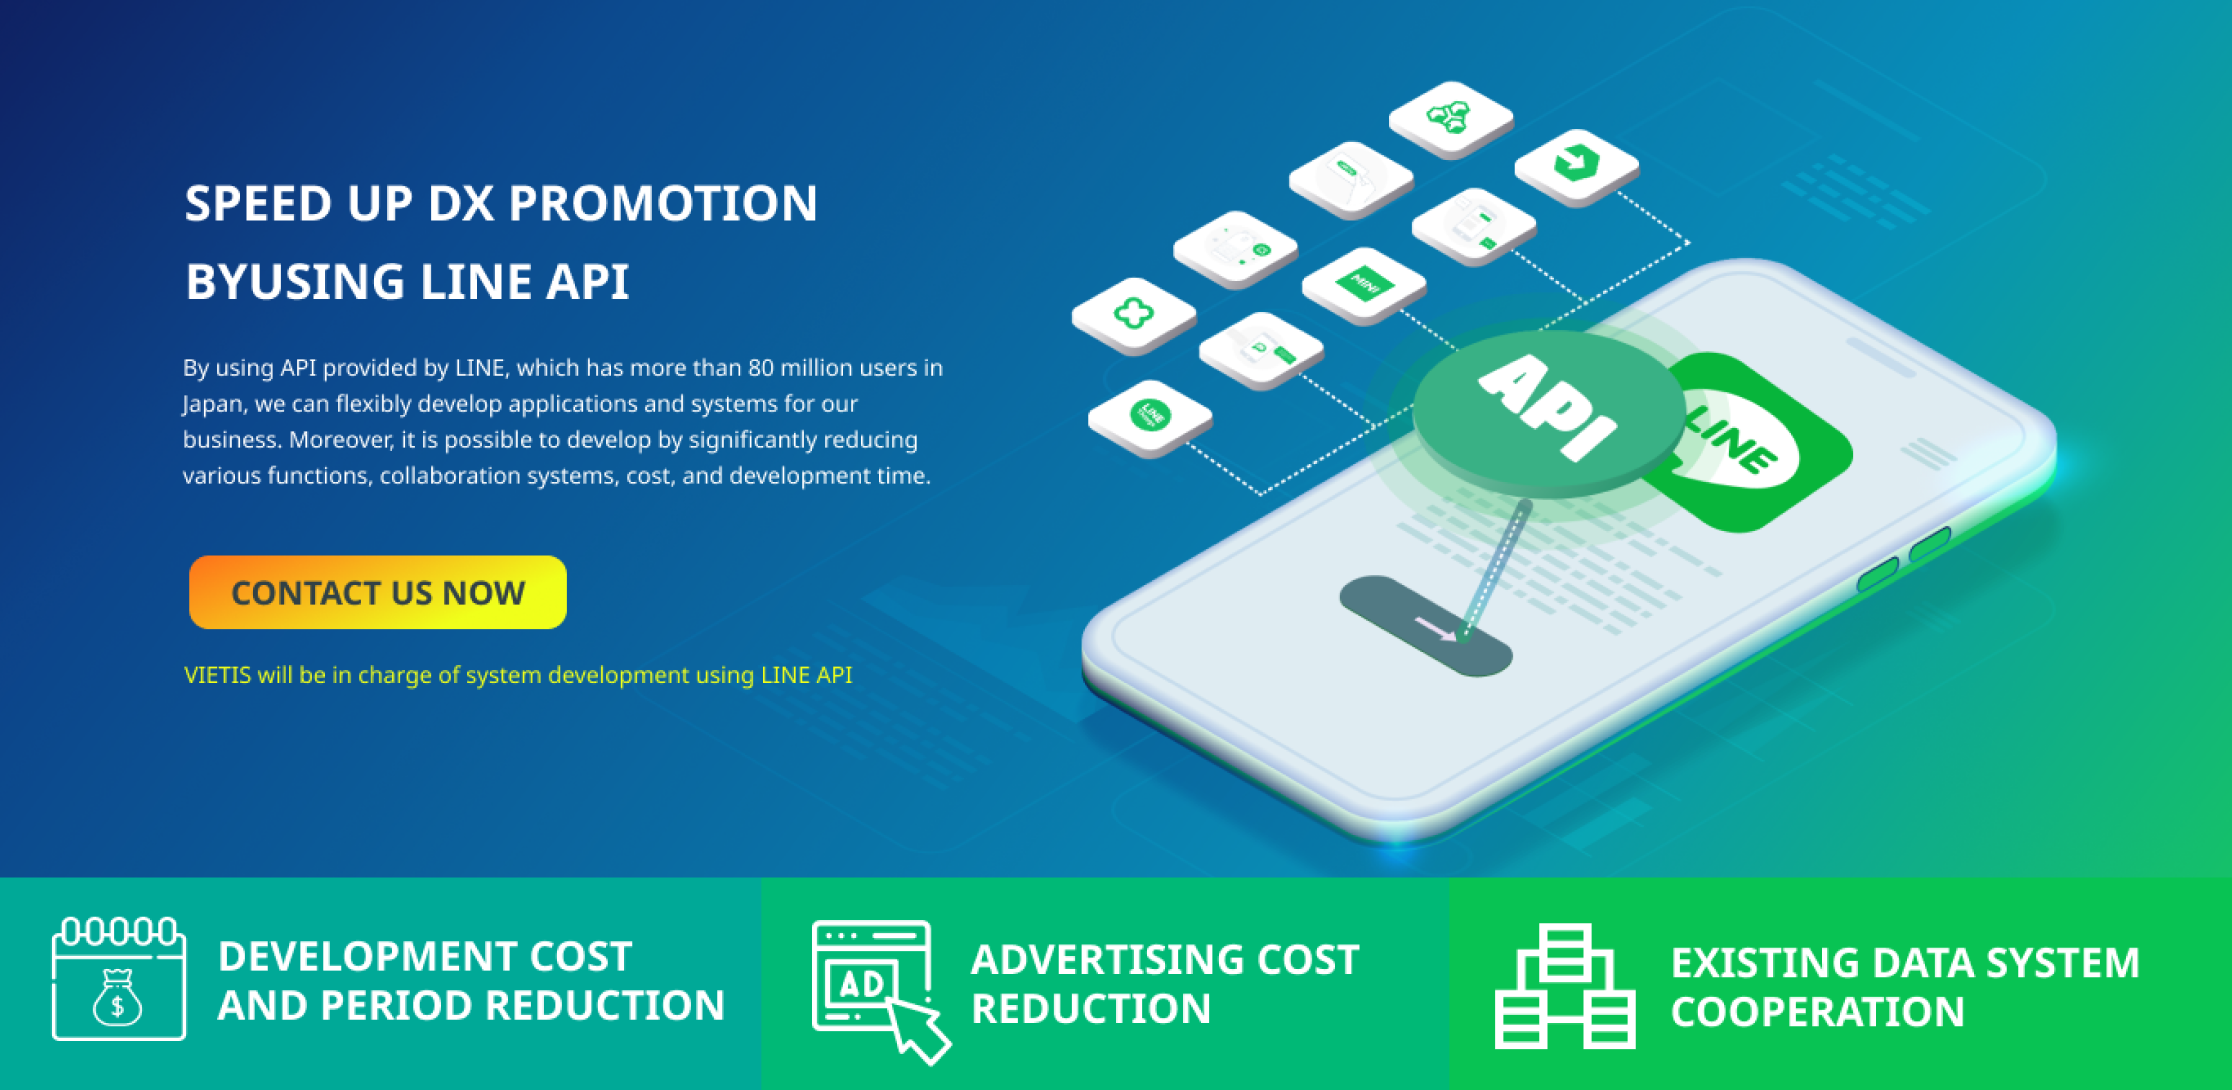 SPEED UP DX PROMOTION
BYUSING LINE API
By using API provided by LINE, which has more than 80 million users in
Japan, we can flexibly develop applications and systems for our
business. Moreover, it is possible to develop by significantly reducing
various functions, collaboration systems, cost, and development time.
CONTACT US NOW
VIETIS will be in charge of system development using LINE API
MINI
LINE
Things
API
LINE
DEVELOPMENT COST
AND PERIOD REDUCTION
$
AD
ADVERTISING COST
REDUCTION
EXISTING DATA SYSTEM
COOPERATION